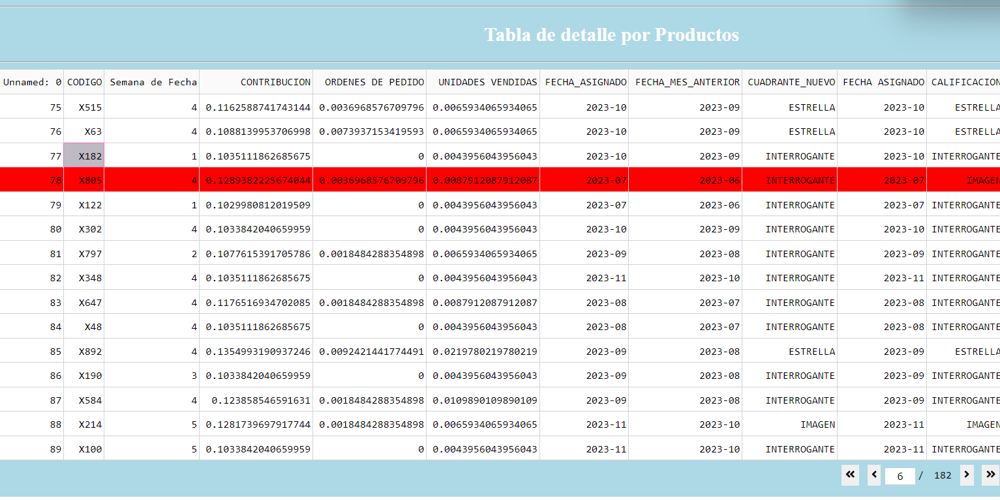 Tabla de detalle por Productos
Unnamed: 0 CODIGO Semana de Fecha CONTRIBUCION ORDENES DE PEDIDO UNIDADES VENDIDAS FECHA_ASIGNADO FECHA_MES_ANTERIOR CUADRANTE_NUEVO FECHA ASIGNADO CALIFICACION
75 X515 4 0.1162588741743144 0.0036968576709796 0.0065934065934065 2023-10 2023-09 ESTRELLA 2023-10 ESTRELLA
76 X63 4 0.1088139953706998 0.0073937153419593 0.0065934065934065 2023-10 2023-09 ESTRELLA 2023-10 ESTRELLA
77 X182 1 0.1035111862685675 0 0.0043956043956043 2023-10 2023-09 INTERROGANTE 2023-10 INTERROGANTE
78 X805 4 0.1289382225674044 0.0036968576709796 0.0087912087912087 2023-07 2023-06 INTERROGANTE 2023-07 IMAGEN
79 X122 1 0.1029980812019509 0 0.0043956043956043 2023-07 2023-06 INTERROGANTE 2023-07 INTERROGANTE
80 X302 4 0.1033842040659959 0 0.0043956043956043 2023-10 2023-09 INTERROGANTE 2023-10 INTERROGANTE
81 X797 2 0.1077615391705786 0.0018484288354898 0.0065934065934065 2023-09 2023-08 INTERROGANTE 2023-09 INTERROGANTE
82 X348 4 0.1035111862685675 0 0.0043956043956043 2023-11 2023-10 INTERROGANTE 2023-11 INTERROGANTE
83 X647 4 0.1176516934702085 0.0018484288354898 0.0087912087912087 2023-08 2023-07 INTERROGANTE 2023-08 INTERROGANTE
84 X48 4 0.1035111862685675 0 0.0043956043956043 2023-08 2023-07 INTERROGANTE 2023-08 INTERROGANTE
85 X892 4 0.1354993190937246 0.0092421441774491 0.0219780219780219 2023-09 2023-08 ESTRELLA 2023-09 ESTRELLA
86 X190 3 0.1033842040659959 0 0.0043956043956043 2023-09 2023-08 INTERROGANTE 2023-09 INTERROGANTE
87 X584 4 0.123858546591631 0.0018484288354898 0.0109890109890109 2023-09 2023-08 INTERROGANTE 2023-09 INTERROGANTE
88 X214 5 0.1281739697917744 0.0018484288354898 0.0065934065934065 2023-11 2023-10 IMAGEN 2023-11 IMAGEN
89 X100 5 0.1033842040659959 0 0.0043956043956043 2023-11 2023-10 INTERROGANTE 2023-11 INTERROGANTE
6 / 182